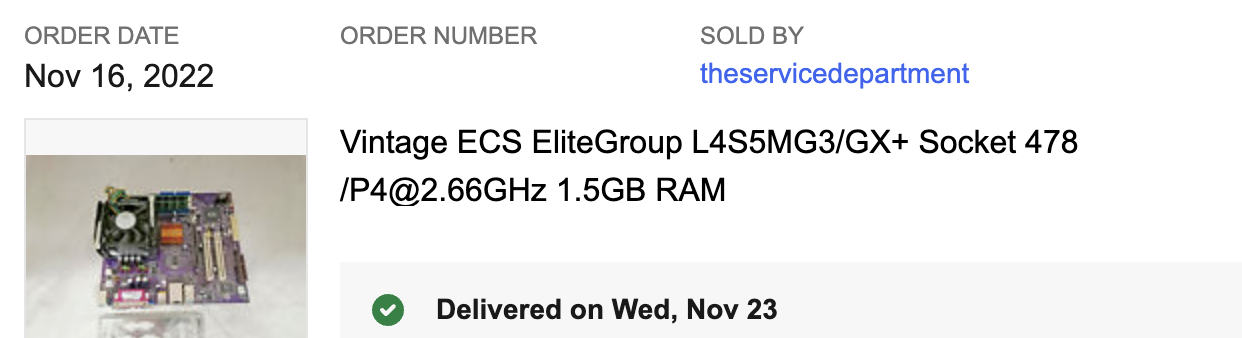 ORDER DATE
Nov 16, 2022
ORDER NUMBER
SOLD BY
theservicedepartment
Vintage ECS EliteGroup L4S5MG3/GX+ Socket 478
/P4@2.66GHz 1.5GB RAM
Delivered on Wed, Nov 23